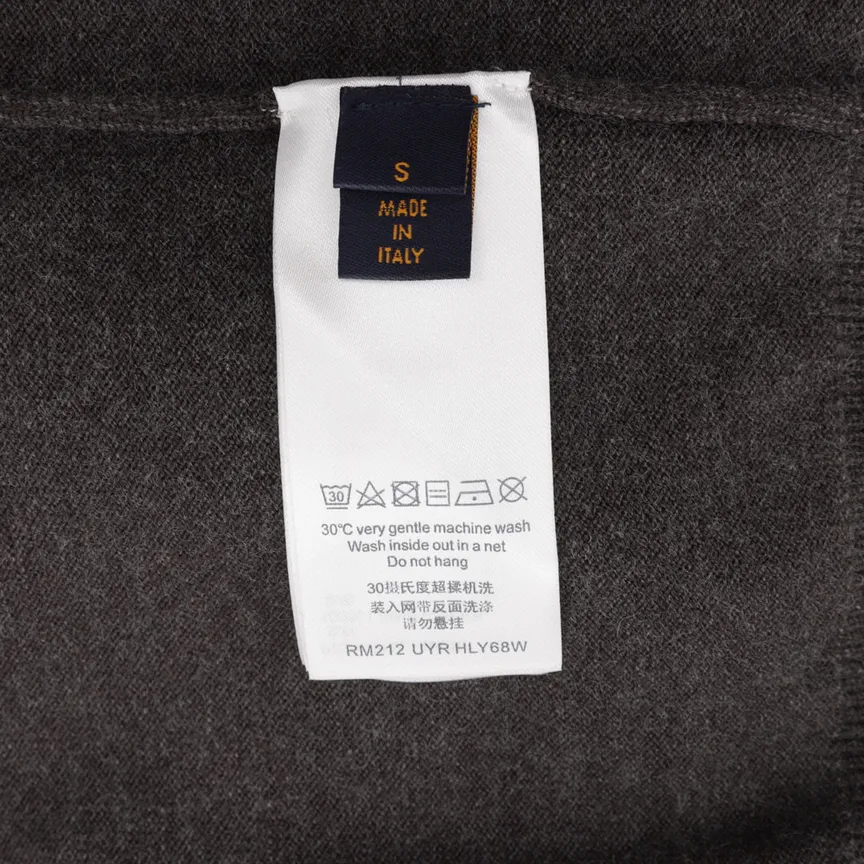 S
MADE
IN
ITALY
30
30℃ very gentle machine wash
Wash inside out in a net
Do not hang
30摄氏度超揉机洗
装入网带反面洗涤
请勿悬挂
RM212 UYR HLY68W